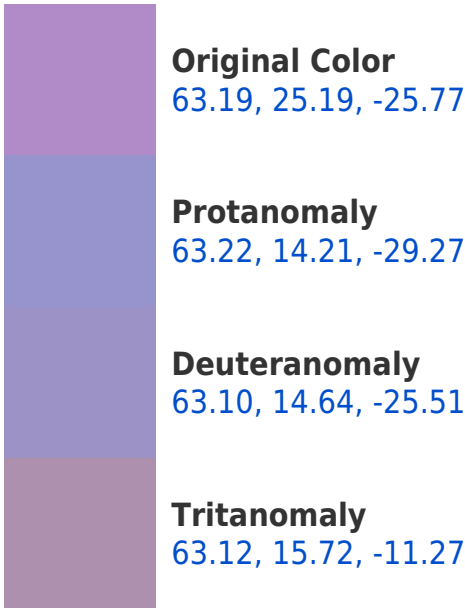 Original Color
63.19, 25.19, -25.77
Protanomaly
63.22, 14.21, -29.27
Deuteranomaly
63.10, 14.64, -25.51
Tritanomaly
63.12, 15.72, -11.27